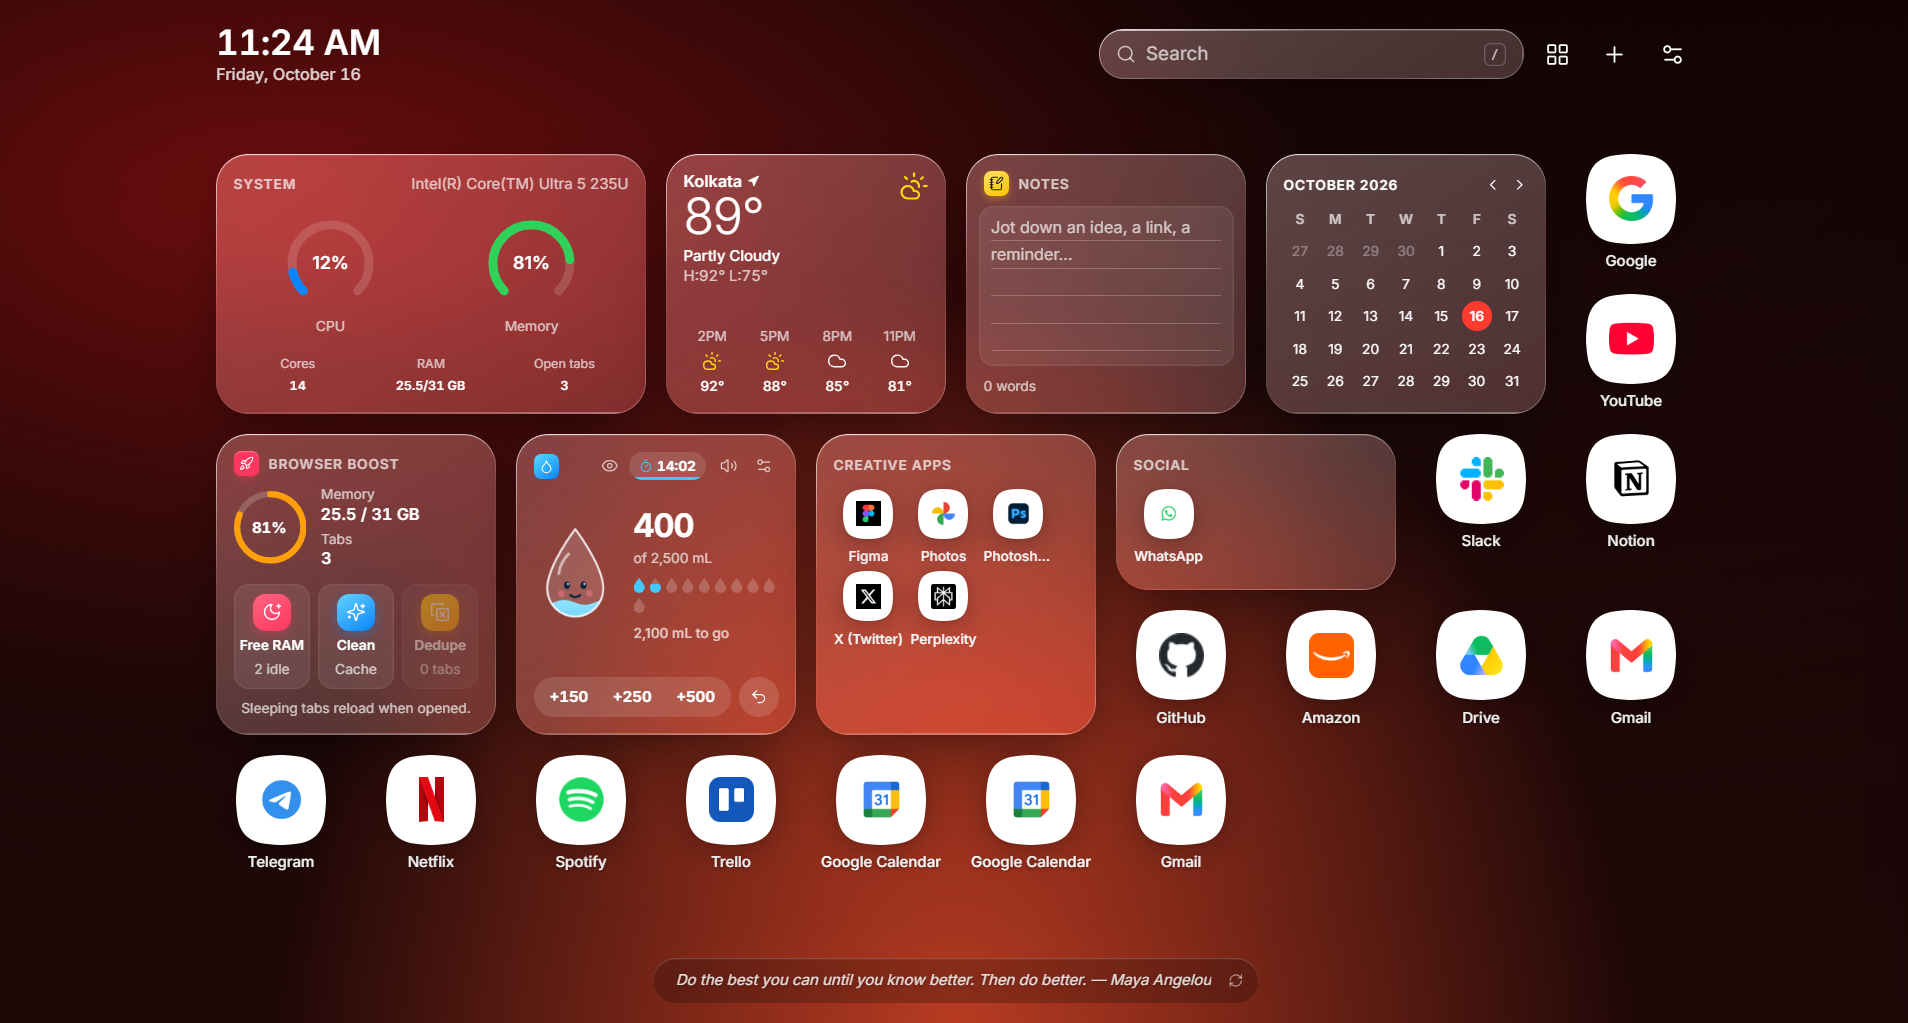 11:24 AM
Friday, October 16
Search
/
SYSTEM
Intel(R) Core(TM) Ultra 5 235U
12%
81%
CPU
Memory
Cores
RAM
Open tabs
14
25.5/31 GB
3
Kolkata
89°
Partly Cloudy
H:92° L:75°
2PM 5PM 8PM 11PM
92° 88° 85° 81°
NOTES
Jot down an idea, a link, a
reminder...
0 words
OCTOBER 2026
S M T W T F S
27 28 29 30 1 2 3
4 5 6 7 8 9 10
11 12 13 14 15 16 17
18 19 20 21 22 23 24
25 26 27 28 29 30 31
Google
YouTube
BROWSER BOOST
81%
Memory
25.5 / 31 GB
Tabs
3
Free RAM
2 idle
Clean
Cache
Dedupe
0 tabs
Sleeping tabs reload when opened.
14:02
400
of 2,500 mL
2,100 mL to go
+150 +250 +500
CREATIVE APPS
Ps
Figma
Photos
Photosh...
X (Twitter)
Perplexity
SOCIAL
WhatsApp
Slack
N
Notion
GitHub
Amazon
Drive
Gmail
Telegram
Netflix
Spotify
Trello
31
Google Calendar
31
Google Calendar
Gmail
Do the best you can until you know better. Then do better. — Maya Angelou